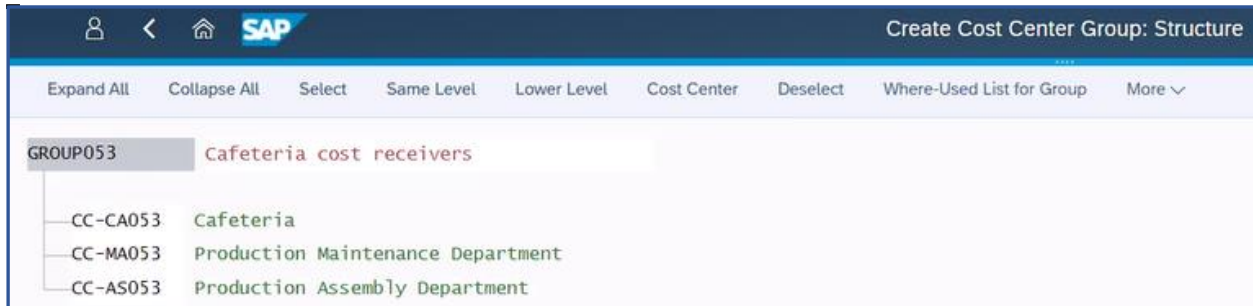 SAP Create Cost Center Group: Structure
Expand All Collapse All Select Same Level Lower Level Cost Center Deselect Where-Used List for Group More
GROUP053 Cafeteria cost receivers
CC-CA053 Cafeteria
CC-MA053 Production Maintenance Department
CC-AS053 Production Assembly Department